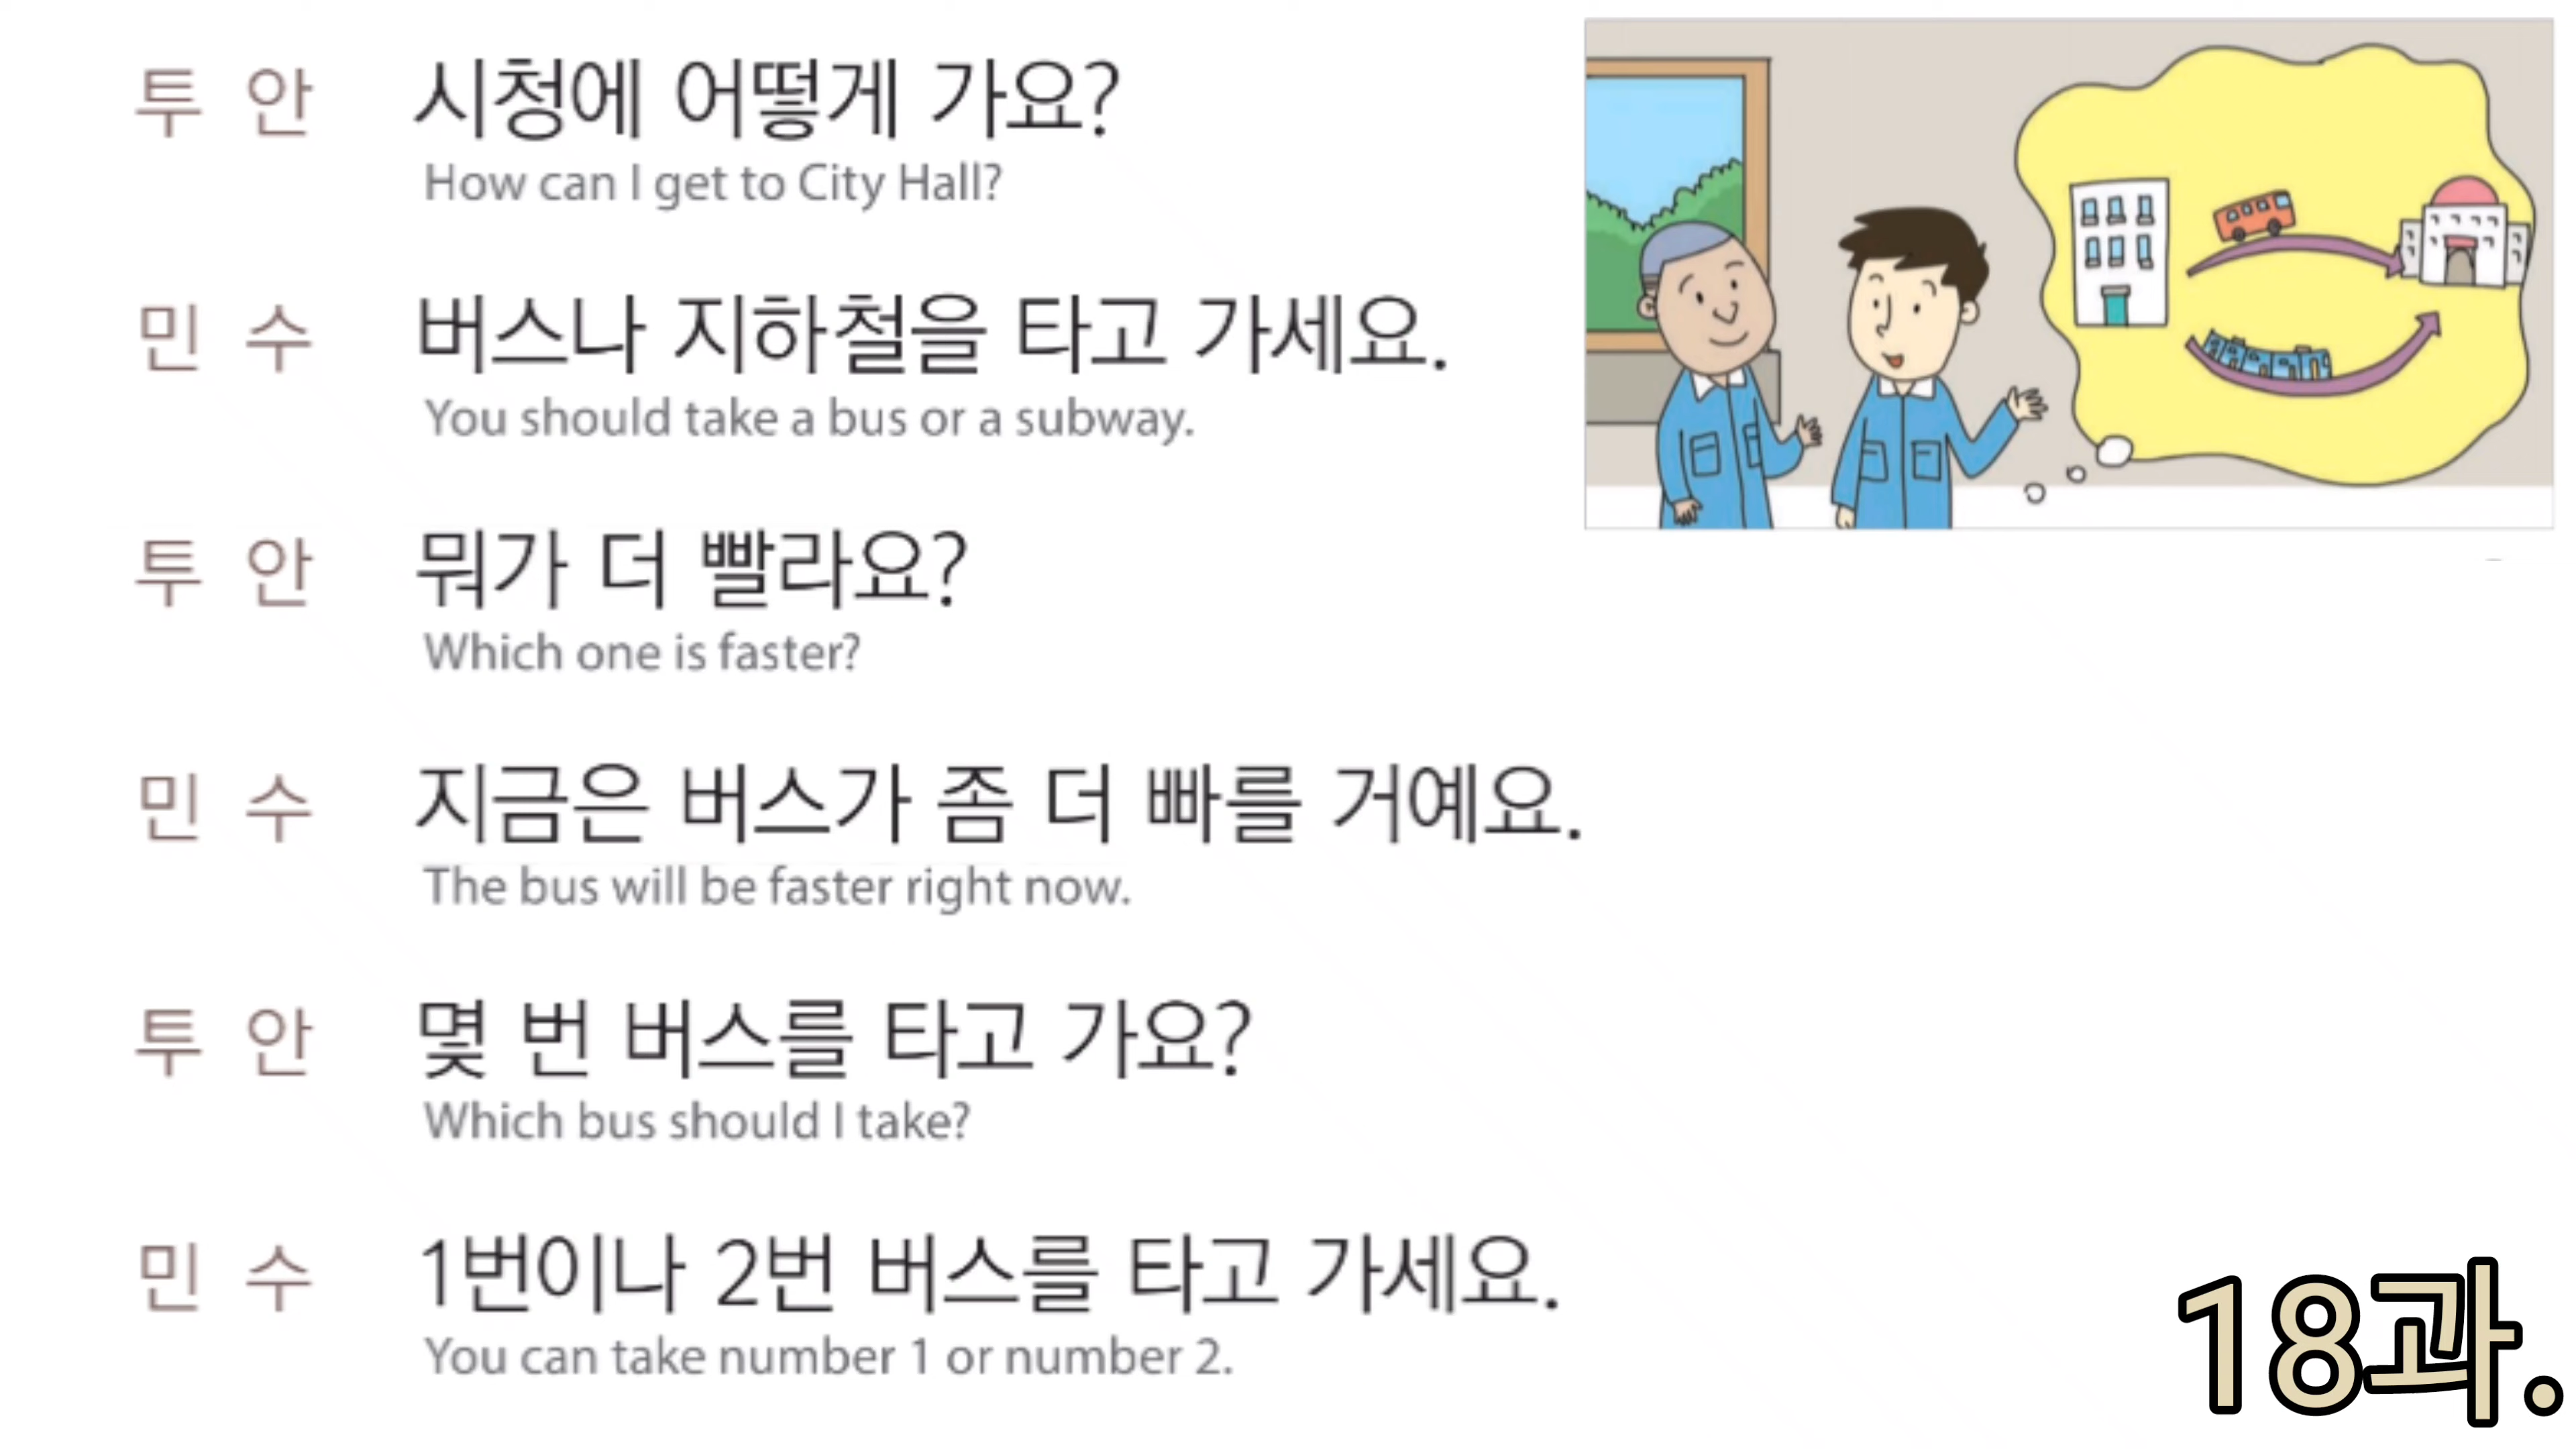 투 안 시청에 어떻게 가요?
How can I get to City Hall?
민 수 버스나 지하철을 타고 가세요.
You should take a bus or a subway.
투 안 뭐가 더 빨라요?
Which one is faster?
민 수 지금은 버스가 좀 더 빠를 거예요.
The bus will be faster right now.
투 안 몇 번 버스를 타고 가요?
Which bus should I take?
민 수 1번이나 2번 버스를 타고 가세요.
You can take number 1 or number 2.
18과.